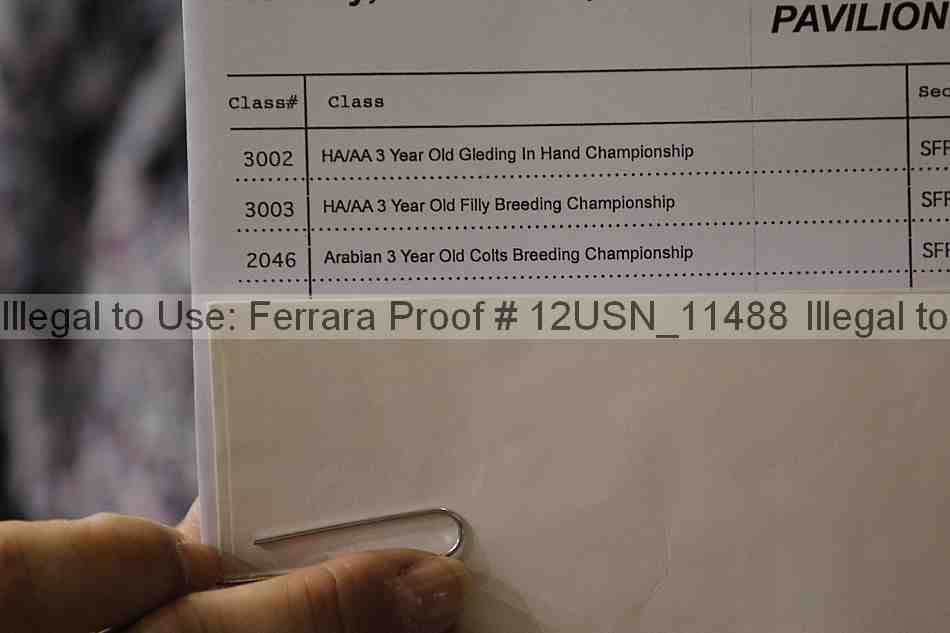 PAVILION
Class# Class Sec
3002 HA/AA 3 Year Old Gleding In Hand Championship SFF
3003 HA/AA 3 Year Old Filly Breeding Championship SFF
2046 Arabian 3 Year Old Colts Breeding Championship SFF
Illegal to Use: Ferrara Proof # 12USN_11488 Illegal to